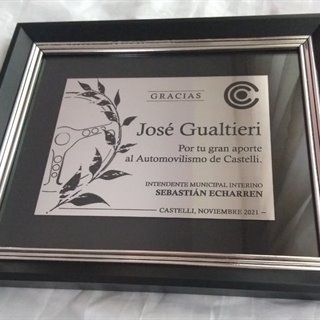 GRACIAS
José Gualtieri
Por tu gran aporte
al Automovilismo de Castelli.
INTENDENTE MUNICIPAL INTERINO
SEBASTIÁN ECHARREN
CASTELLI, NOVIEMBRE 2021 –